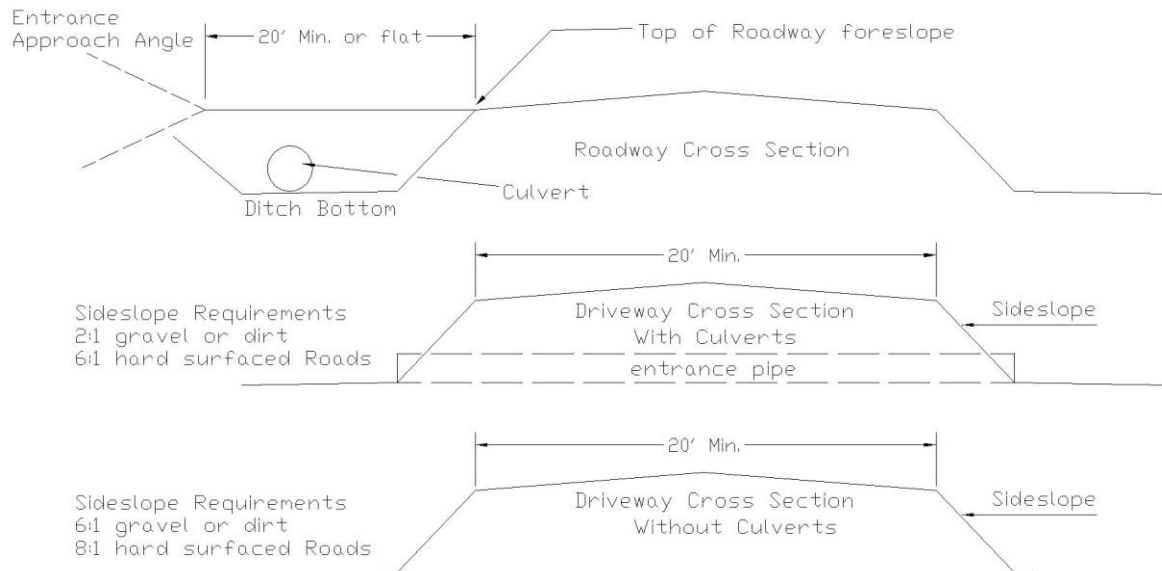 Entrance
Approach Angle
20' Min. or flat
Top of Roadway foreslope
Roadway Cross Section
Culvert
Ditch Bottom
20' Min.
Sideslope Requirements
2:1 gravel or dirt
6:1 hard surfaced Roads
Driveway Cross Section
With Culverts
Sideslope
entrance pipe
20' Min.
Sideslope Requirements
6:1 gravel or dirt
8:1 hard surfaced Roads
Driveway Cross Section
Without Culverts
Sideslope